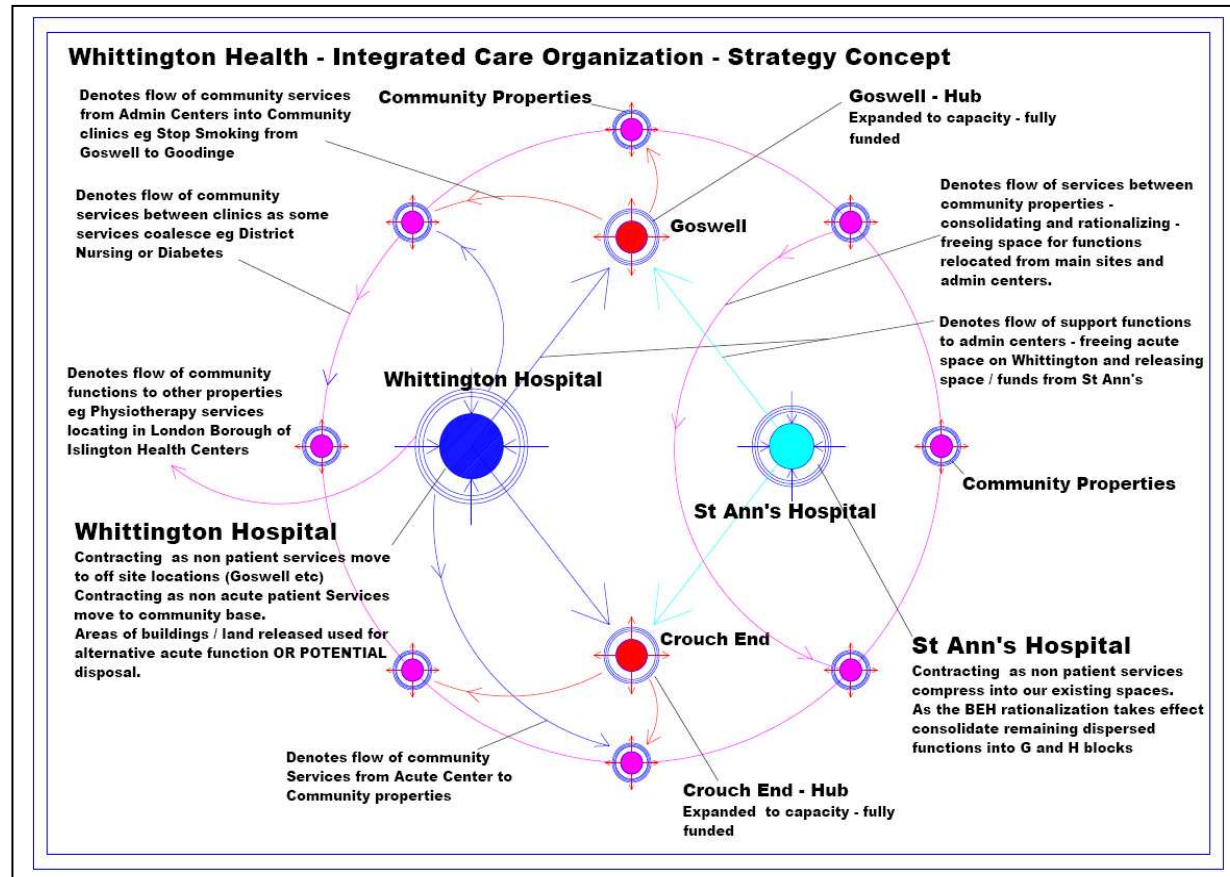 Whittington Health - Integrated Care Organization - Strategy Concept
Denotes flow of community services
from Admin Centers into Community
clinics eg Stop Smoking from
Goswell to Goodinge
Community Properties
Goswell - Hub
Expanded to capacity - fully
funded
Denotes flow of community
services between clinics as some
services coalesce eg District
Nursing or Diabetes
Goswell
Denotes flow of services between
community properties -
consolidating and rationalizing -
freeing space for functions
relocated from main sites and
admin centers.
Denotes flow of support functions
to admin centers - freeing acute
space on Whittington and releasing
space / funds from St Ann's
Denotes flow of community
functions to other properties
eg Physiotherapy services
locating in London Borough of
Islington Health Centers
Whittington Hospital
St Ann's Hospital
Community Properties
Whittington Hospital
Contracting as non patient services move
to off site locations (Goswell etc)
Contracting as non acute patient Services
move to community base.
Areas of buildings / land released used for
alternative acute function OR POTENTIAL
disposal.
Crouch End
St Ann's Hospital
Contracting as non patient services
compress into our existing spaces.
As the BEH rationalization takes effect
consolidate remaining dispersed
functions into G and H blocks
Denotes flow of community
Services from Acute Center to
Community properties
Crouch End - Hub
Expanded to capacity - fully
funded